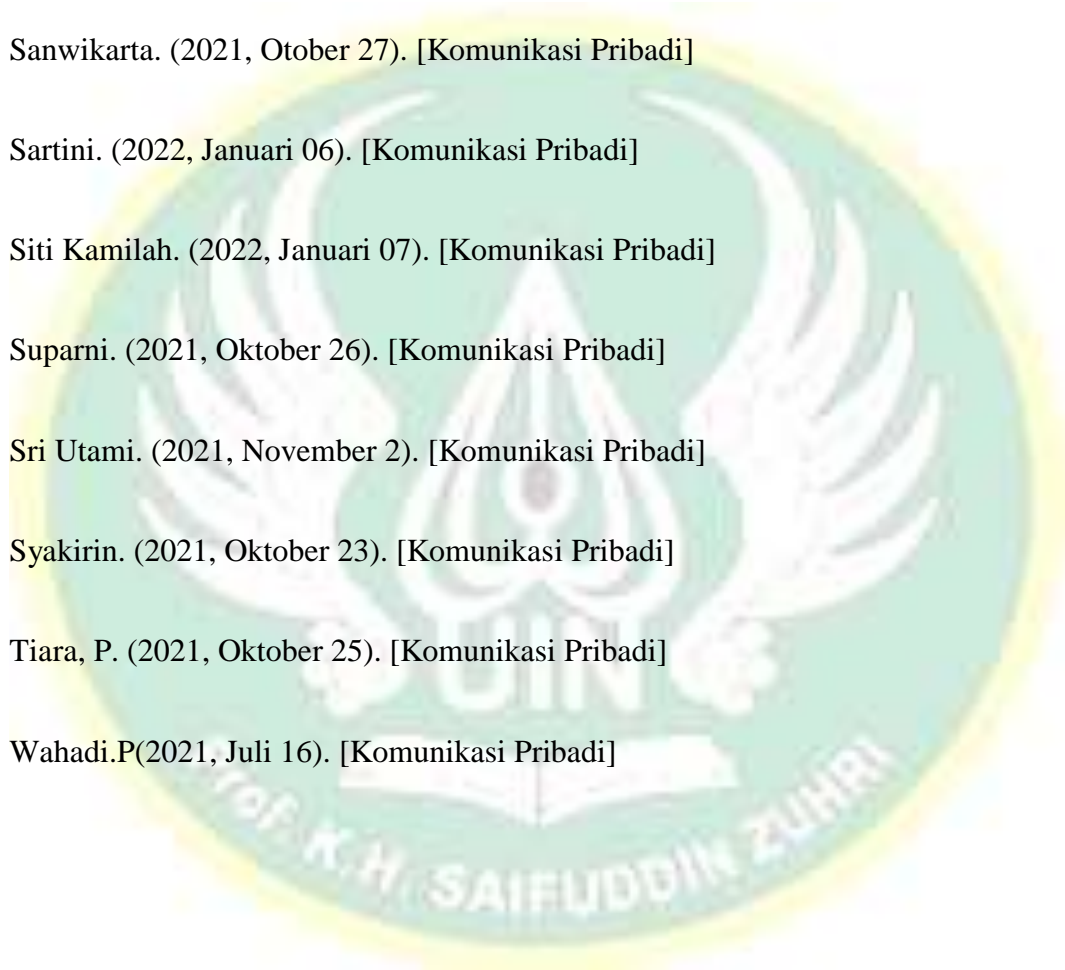 Sanwikarta. (2021, Otober 27). [Komunikasi Pribadi]
Sartini. (2022, Januari 06). [Komunikasi Pribadi]
Siti Kamilah. (2022, Januari 07). [Komunikasi Pribadi]
Suparni. (2021, Oktober 26). [Komunikasi Pribadi]
Sri Utami. (2021, November 2). [Komunikasi Pribadi]
Syakirin. (2021, Oktober 23). [Komunikasi Pribadi]
Tiara, P. (2021, Oktober 25). [Komunikasi Pribadi]
Wahadi.P(2021, Juli 16). [Komunikasi Pribadi]
UIN
PROF. K.H. SAIFUDDIN ZUHRI